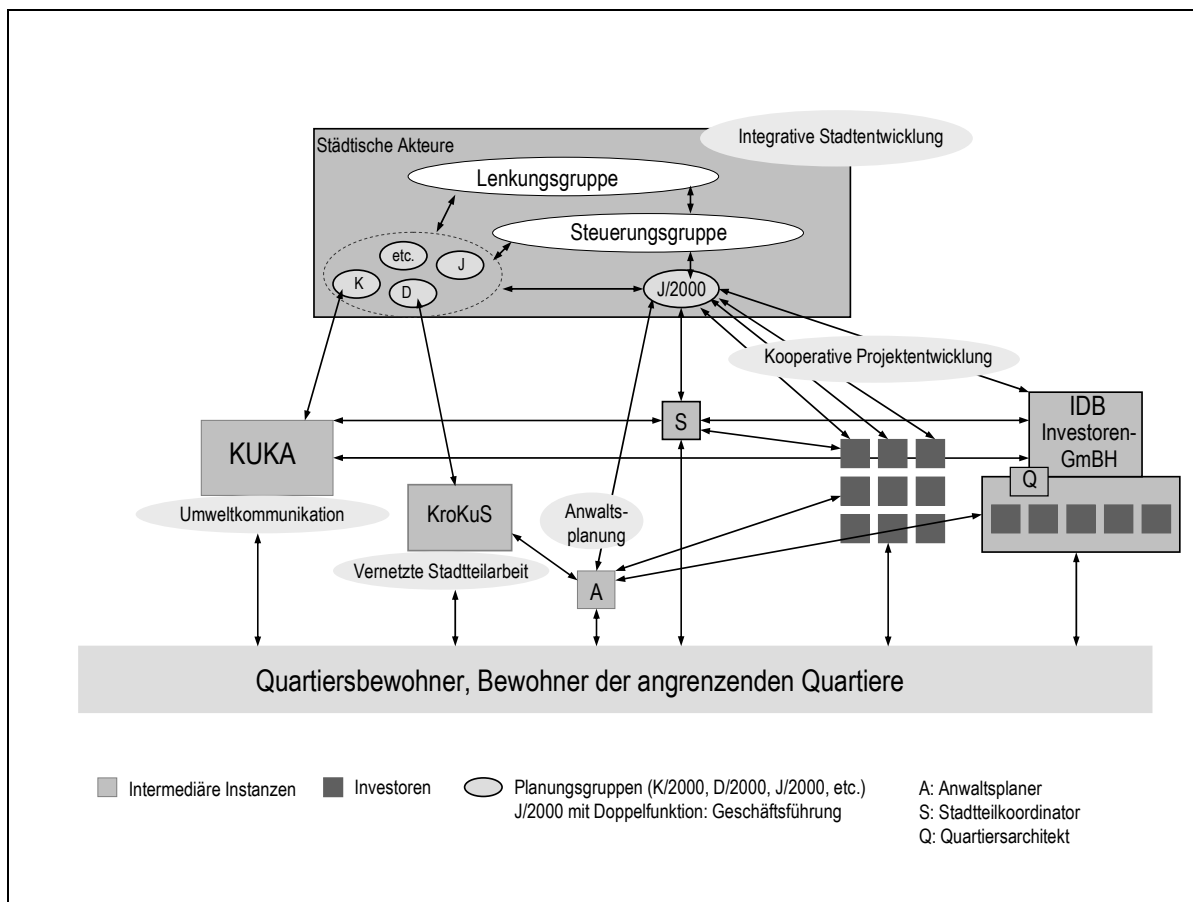 Integrative Stadtentwicklung
Städtische Akteure
Lenkungsgruppe
Steuerungsgruppe
etc.
J
K
D
J/2000
Kooperative Projektentwicklung
IDB
Investoren-
GmBH
S
KUKA
Q
Umweltkommunikation
KroKuS
Anwalts-
planung
Vernetzte Stadtteilarbeit
A
Quartiersbewohner, Bewohner der angrenzenden Quartiere
Intermediäre Instanzen
Investoren
Planungsgruppen (K/2000, D/2000, J/2000, etc.)
J/2000 mit Doppelfunktion: Geschäftsführung
A: Anwaltsplaner
S: Stadtteilkoordinator
Q: Quartiersarchitekt